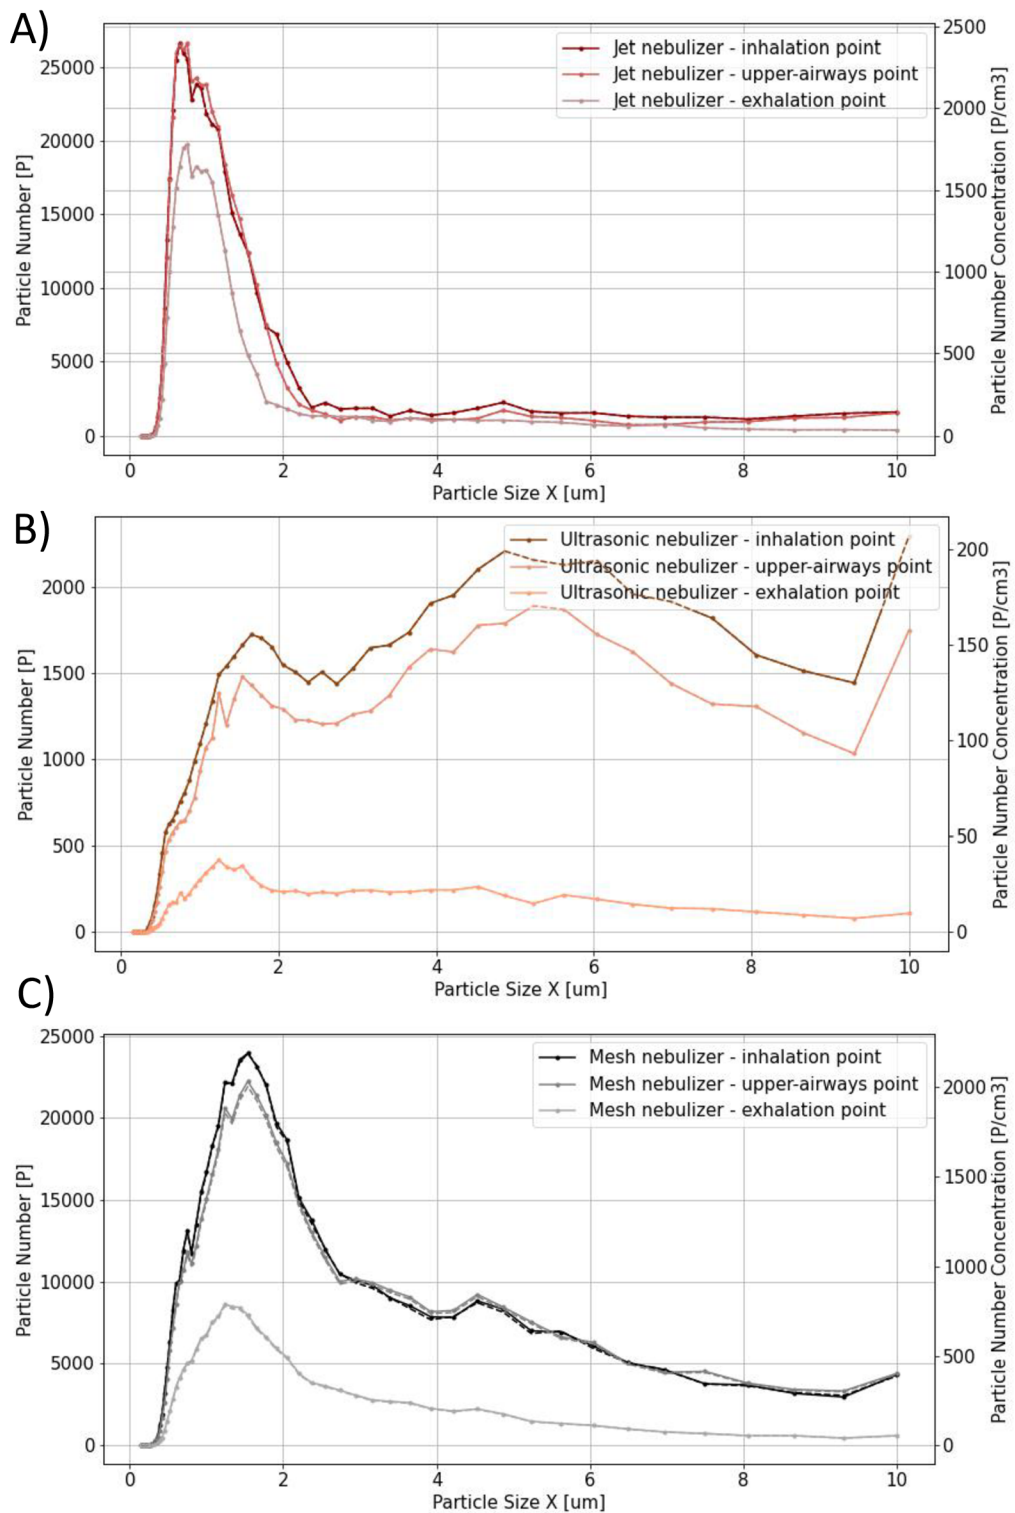 A)
Jet nebulizer - inhalation point
Jet nebulizer - upper-airways point
Jet nebulizer - exhalation point
Particle Number [P]
25000
20000
15000
10000
5000
0
2500
2000
1500
1000
500
0
Particle Number Concentration [P/cm3]
0 2 4 6 8 10
Particle Size X [um]
B)
Ultrasonic nebulizer - inhalation point
Ultrasonic nebulizer - upper-airways point
Ultrasonic nebulizer - exhalation point
Particle Number [P]
2000
1500
1000
500
0
200
150
100
50
0
Particle Number Concentration [P/cm3]
0 2 4 6 8 10
Particle Size X [um]
C)
Mesh nebulizer - inhalation point
Mesh nebulizer - upper-airways point
Mesh nebulizer - exhalation point
Particle Number [P]
25000
20000
15000
10000
5000
0
2000
1500
1000
500
0
Particle Number Concentration [P/cm3]
0 2 4 6 8 10
Particle Size X [um]